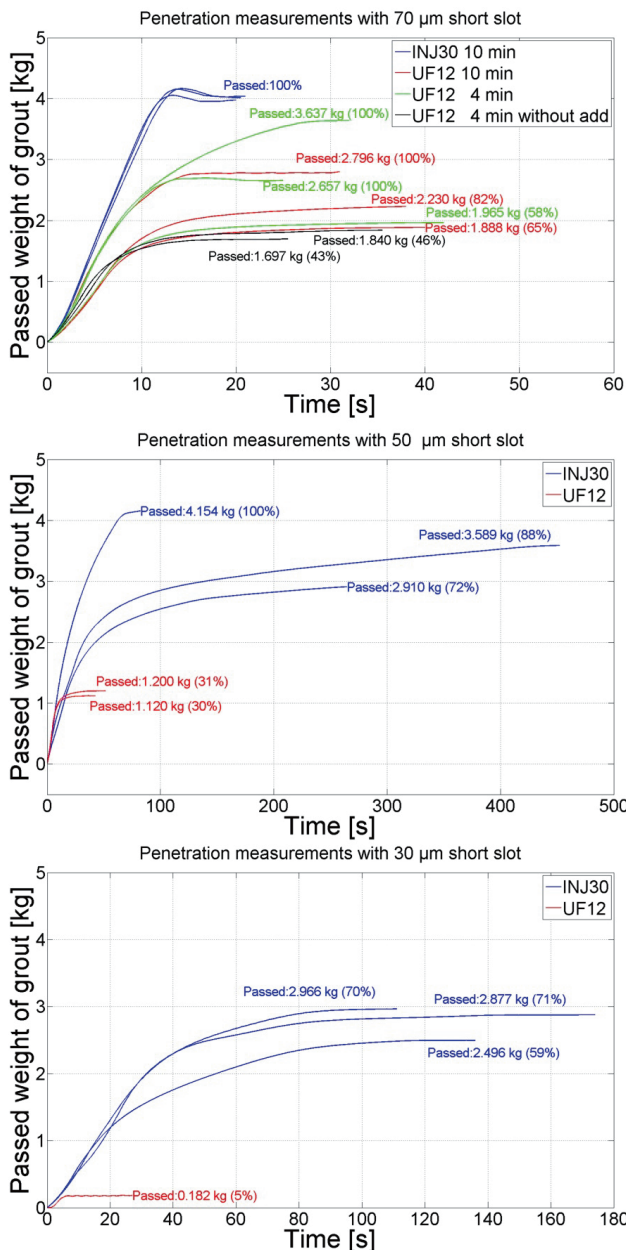 Penetration measurements with 70 µm short slot
Passed weight of grout [kg]
5
4
3
2
1
0
INJ30 10 min
UF12 10 min
UF12 4 min
UF12 4 min without add
Passed:100%
Passed:3.637 kg (100%)
Passed:2.796 kg (100%)
Passed:2.657 kg (100%)
Passed:2.230 kg (82%)
Passed:1.965 kg (58%)
Passed:1.888 kg (65%)
Passed:1.840 kg (46%)
Passed:1.697 kg (43%)
0 10 20 30 40 50 60
Time [s]
Penetration measurements with 50 µm short slot
Passed weight of grout [kg]
5
4
3
2
1
0
INJ30
UF12
Passed:4.154 kg (100%)
Passed:3.589 kg (88%)
Passed:2.910 kg (72%)
Passed:1.200 kg (31%)
Passed:1.120 kg (30%)
0 100 200 300 400 500
Time [s]
Penetration measurements with 30 µm short slot
Passed weight of grout [kg]
5
4
3
2
1
0
INJ30
UF12
Passed:2.966 kg (70%)
Passed:2.877 kg (71%)
Passed:2.496 kg (59%)
Passed:0.182 kg (5%)
0 20 40 60 80 100 120 140 160 180
Time [s]